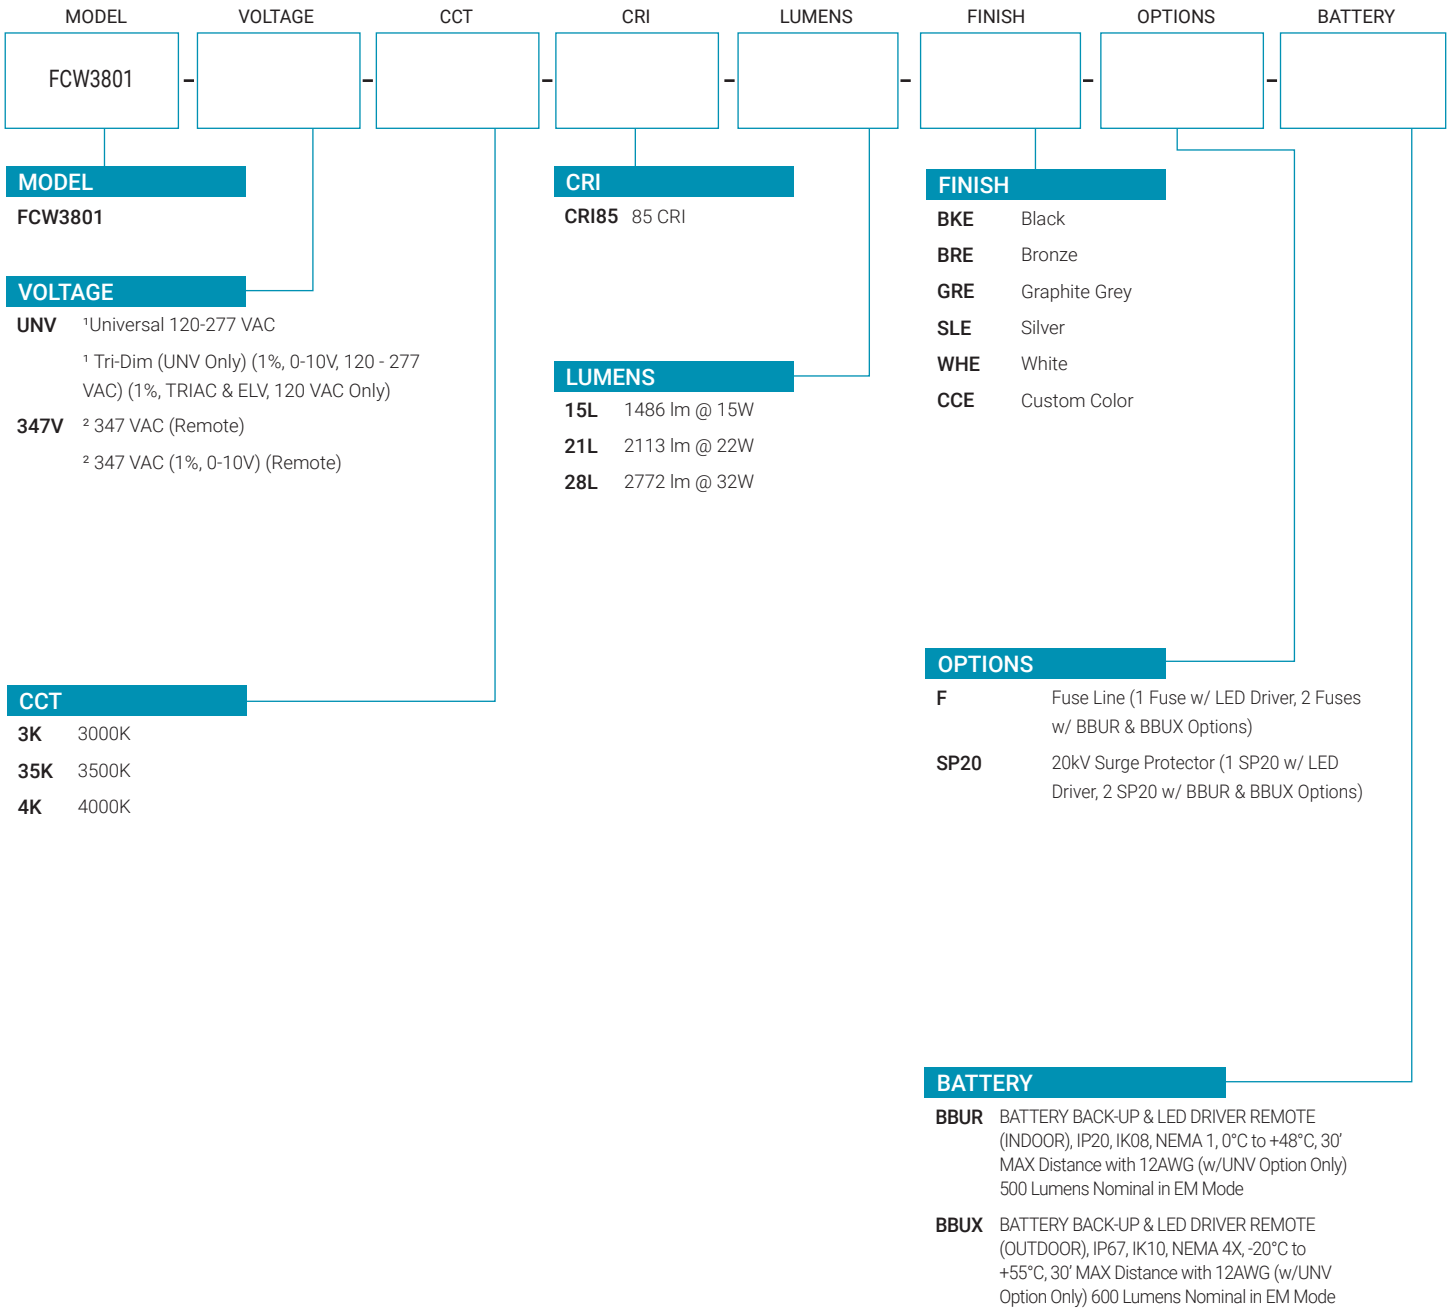 MODEL VOLTAGE CCT CRI LUMENS FINISH OPTIONS BATTERY
FCW3801 – – – – – – –
MODEL
FCW3801
VOLTAGE
UNV ¹Universal 120-277 VAC
¹ Tri-Dim (UNV Only) (1%, 0-10V, 120 - 277
VAC) (1%, TRIAC & ELV, 120 VAC Only)
347V ² 347 VAC (Remote)
² 347 VAC (1%, 0-10V) (Remote)
CCT
3K 3000K
35K 3500K
4K 4000K
CRI
CRI85 85 CRI
LUMENS
15L 1486 lm @ 15W
21L 2113 lm @ 22W
28L 2772 lm @ 32W
FINISH
BKE Black
BRE Bronze
GRE Graphite Grey
SLE Silver
WHE White
CCE Custom Color
OPTIONS
F Fuse Line (1 Fuse w/ LED Driver, 2 Fuses
w/ BBUR & BBUX Options)
SP20 20kV Surge Protector (1 SP20 w/ LED
Driver, 2 SP20 w/ BBUR & BBUX Options)
BATTERY
BBUR BATTERY BACK-UP & LED DRIVER REMOTE
(INDOOR), IP20, IK08, NEMA 1, 0°C to +48°C, 30’
MAX Distance with 12AWG (w/UNV Option Only)
500 Lumens Nominal in EM Mode
BBUX BATTERY BACK-UP & LED DRIVER REMOTE
(OUTDOOR), IP67, IK10, NEMA 4X, -20°C to
+55°C, 30’ MAX Distance with 12AWG (w/UNV
Option Only) 600 Lumens Nominal in EM Mode